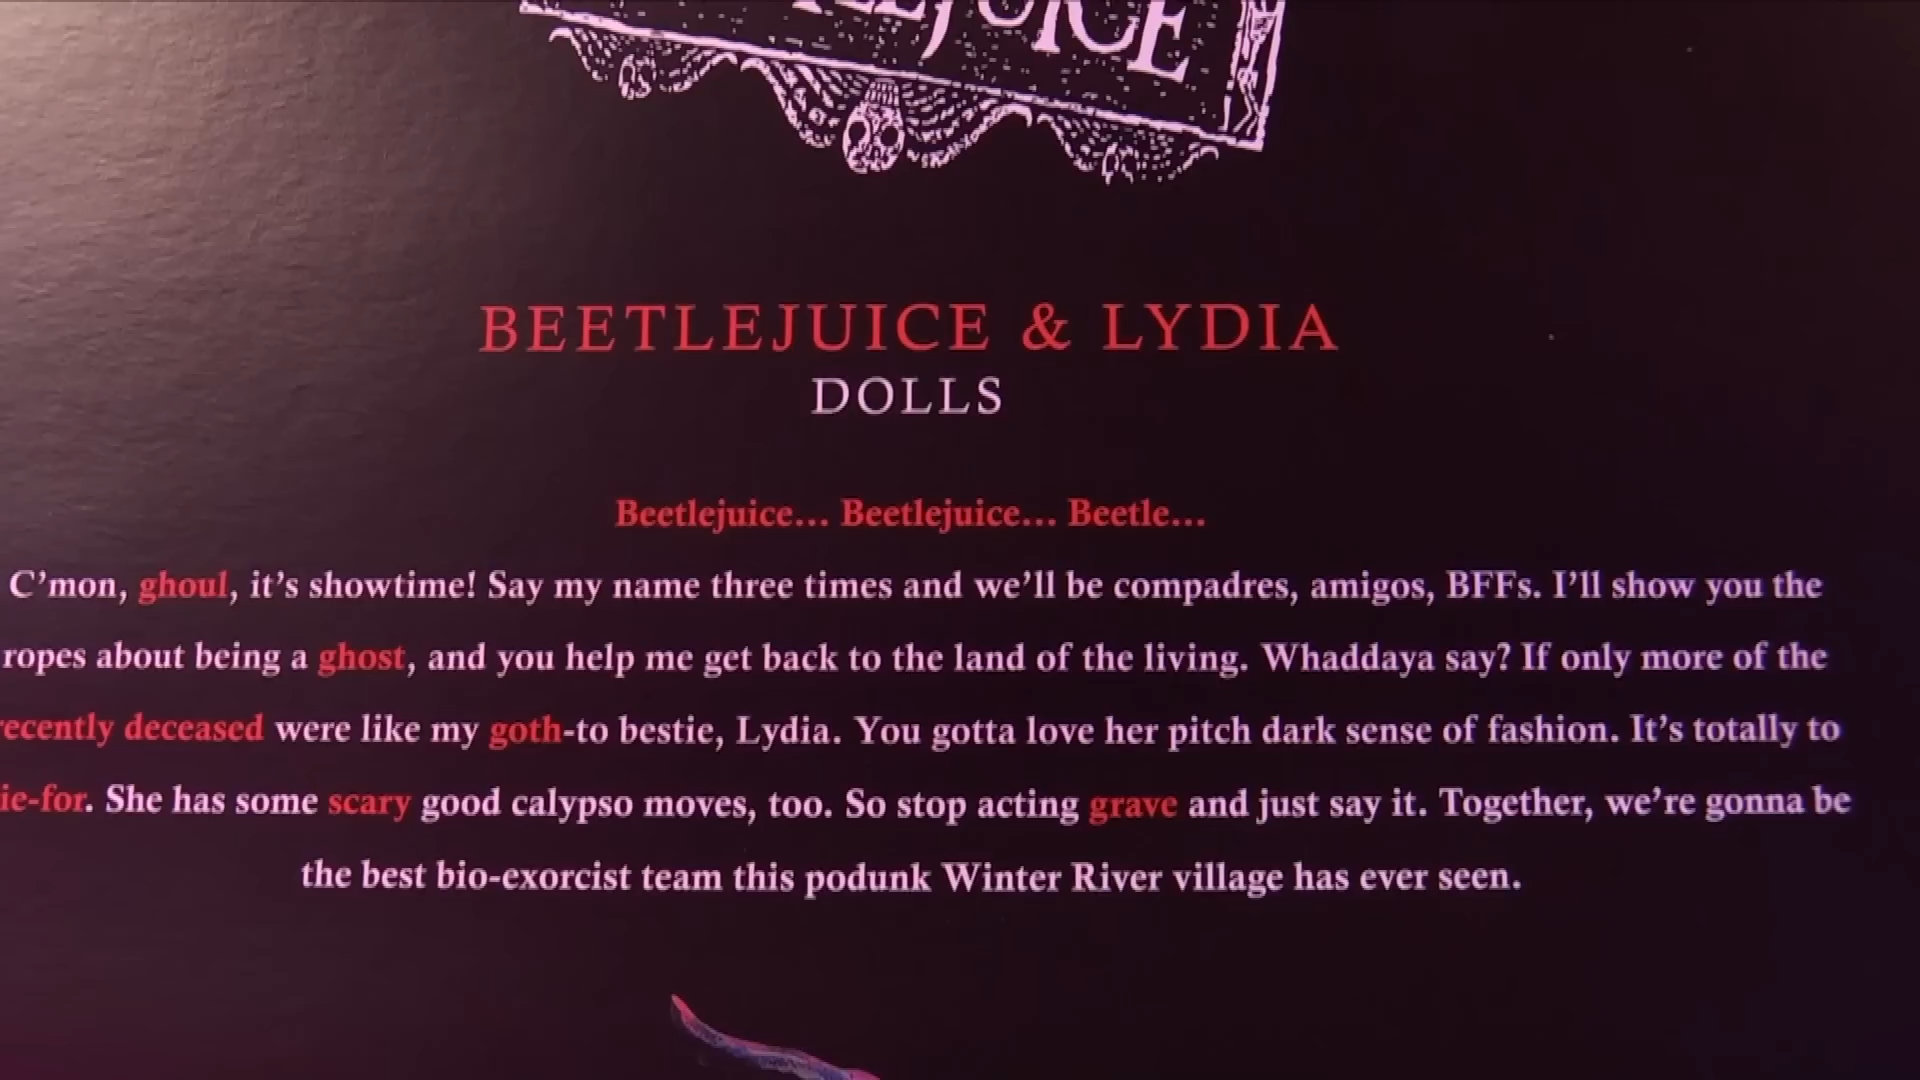 BEETLEJUICE & LYDIA
DOLLS
Beetlejuice... Beetlejuice... Beetle...
C’mon, ghoul, it’s showtime! Say my name three times and we’ll be compadres, amigos, BFFs. I’ll show you the
ropes about being a ghost, and you help me get back to the land of the living. Whaddaya say? If only more of the
recently deceased were like my goth-to bestie, Lydia. You gotta love her pitch dark sense of fashion. It’s totally to
ie-for. She has some scary good calypso moves, too. So stop acting grave and just say it. Together, we’re gonna be
the best bio-exorcist team this podunk Winter River village has ever seen.